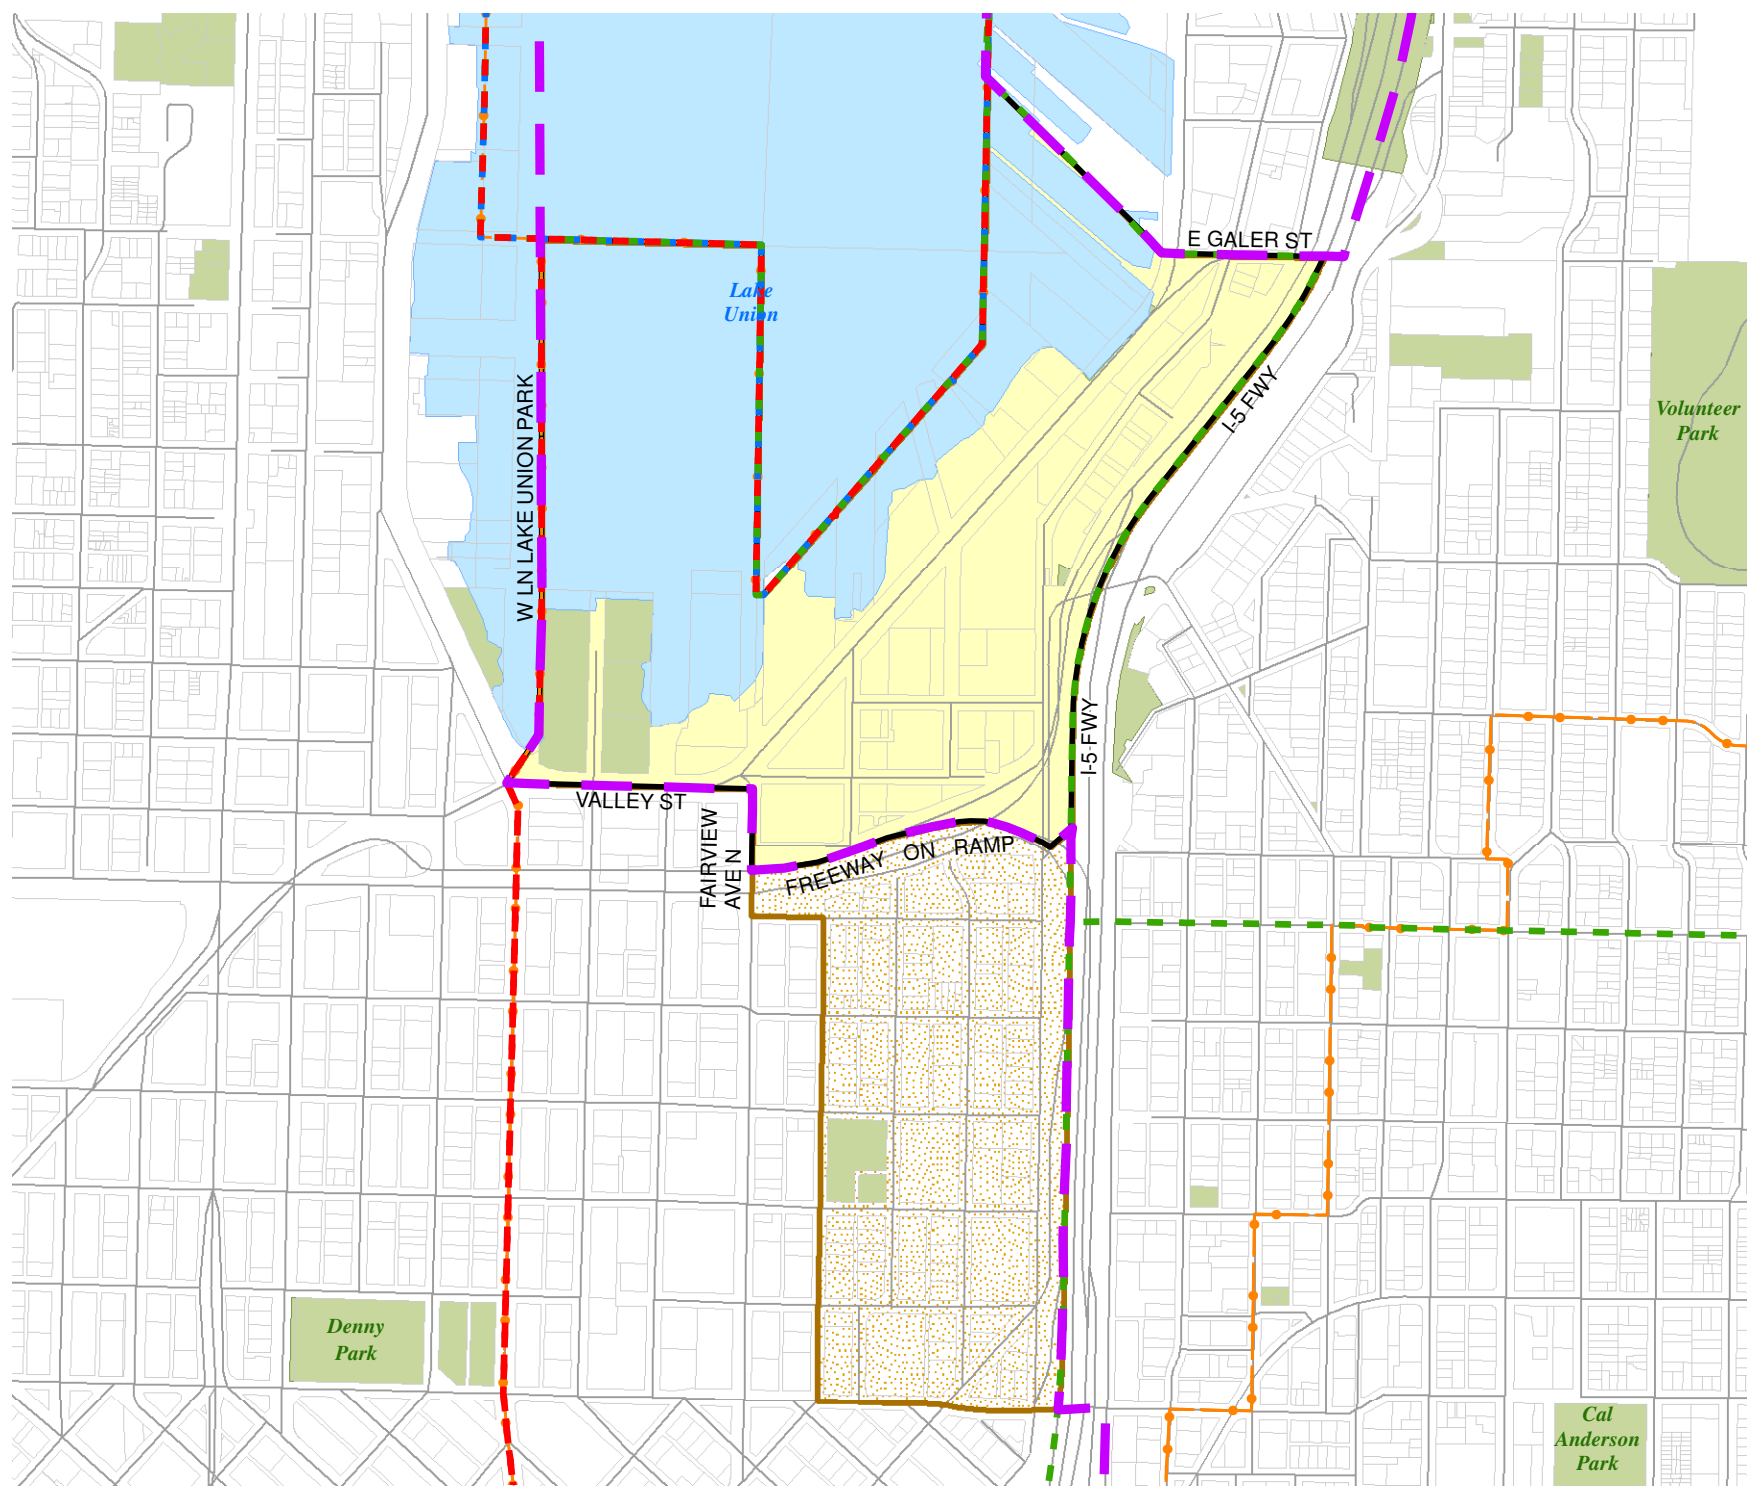 E GALER ST
Lake
Union
I-5 FWY
W LN LAKE UNION PARK
Volunteer
Park
I-5 FWY
VALLEY ST
FAIRVIEW
AVE N
FREEWAY ON RAMP
Denny
Park
Cal
Anderson
Park